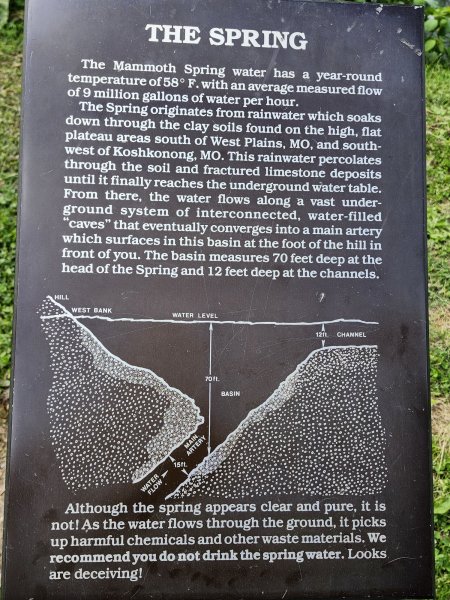 THE SPRING
The Mammoth Spring water has a year-round
temperature of 58° F. with an average measured flow
of 9 million gallons of water per hour.
The Spring originates from rainwater which soaks
down through the clay soils found on the high, flat
plateau areas south of West Plains, MO, and south-
west of Koshkonong, MO. This rainwater percolates
through the soil and fractured limestone deposits
until it finally reaches the underground water table.
From there, the water flows along a vast under-
ground system of interconnected, water-filled
"caves" that eventually converges into a main artery
which surfaces in this basin at the foot of the hill in
front of you. The basin measures 70 feet deep at the
head of the Spring and 12 feet deep at the channels.
HILL
WEST BANK
WATER LEVEL
12ft.
CHANNEL
70ft.
BASIN
MAIN
ARTERY
15ft.
WATER
FLOW
Although the spring appears clear and pure, it is
not! As the water flows through the ground, it picks
up harmful chemicals and other waste materials. We
recommend you do not drink the spring water. Looks
are deceiving!